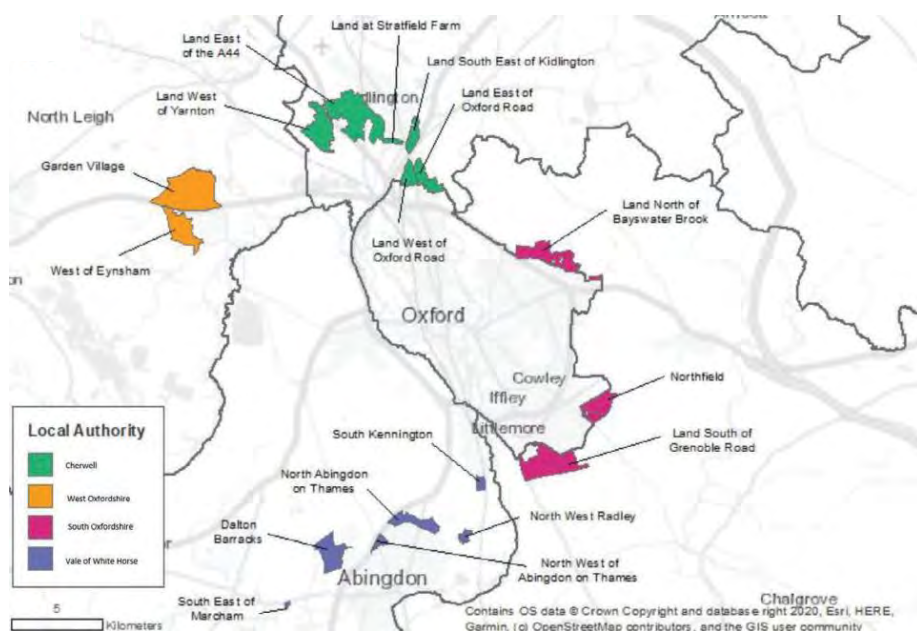 Land at Stratfield Farm
Land East
of the A44
Land South East of Kidlington
Land East of
Oxford Road
Land West
of Yarnton
dlington
North Leigh
Garden Village
Land North of
Bayswater Brook
Land West of
Oxford Road
West of Eynsham
on
Oxford
Cowley
Northfield
Iffley
Littlemore
Land South of
Grenoble Road
South Kennington
North Abingdon
on Thames
Dalton
Barracks
North West Radley
North West of
Abingdon on Thames
Abingdon
South East of
Marcham
Chalgrove
Local Authority
Cherwell
West Oxfordshire
South Oxfordshire
Vale of White Horse
5
Kilometers
Contains OS data © Crown Copyright and database right 2020, Esri, HERE,
Garmin, (c) OpenStreetMap contributors, and the GIS user community